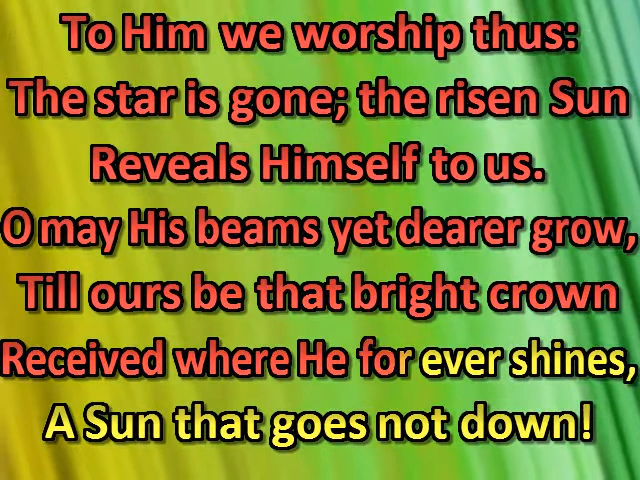 To Him we worship thus:
The star is gone; the risen Sun
Reveals Himself to us.
O may His beams yet dearer grow,
Till ours be that bright crown
Received where He for ever shines,
A Sun that goes not down!